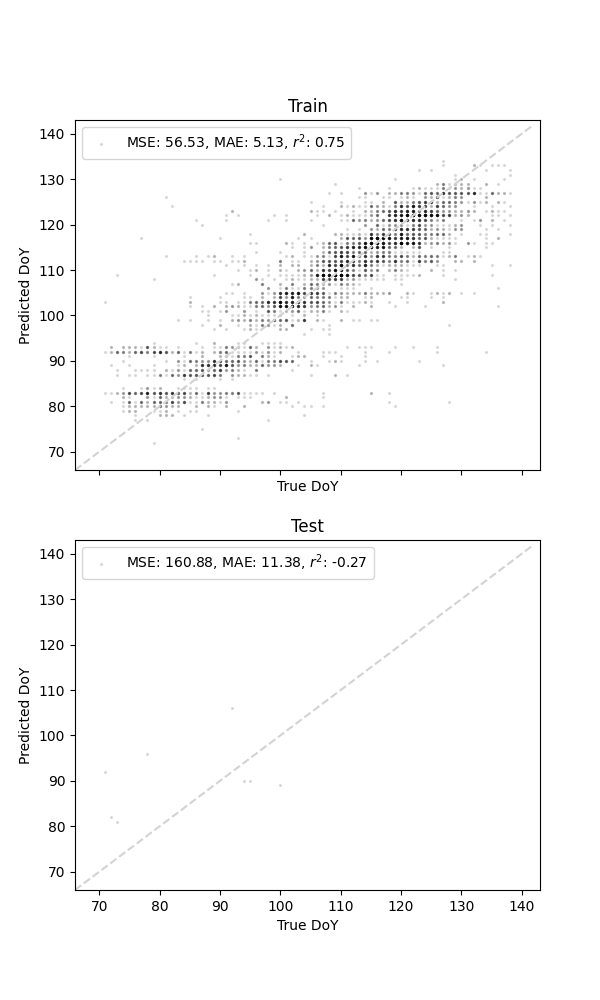 Train
MSE: 56.53, MAE: 5.13, r²: 0.75
140
130
120
110
100
90
80
70
Predicted DoY
True DoY
Test
MSE: 160.88, MAE: 11.38, r²: -0.27
140
130
120
110
100
90
80
70
Predicted DoY
70 80 90 100 110 120 130 140
True DoY